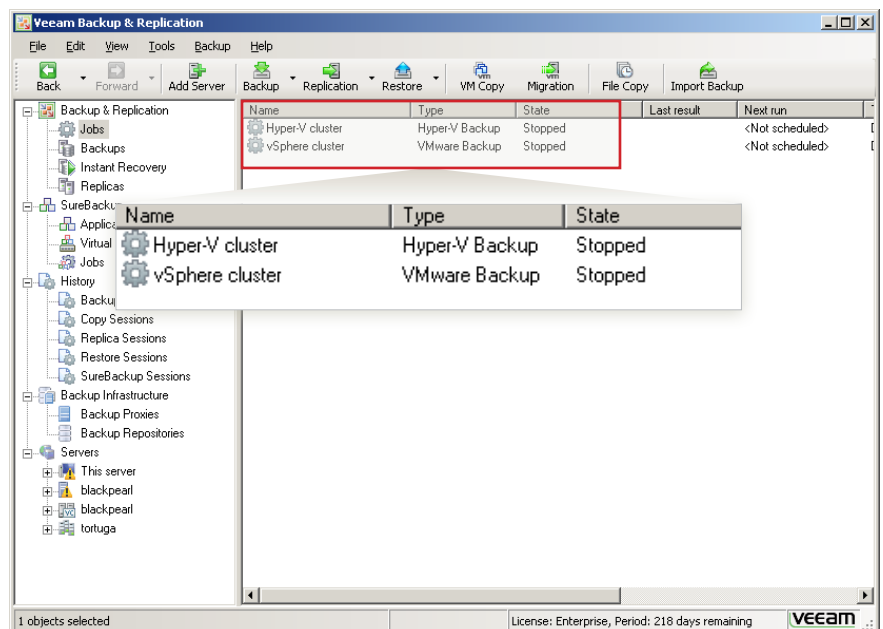 Veeam Backup & Replication
File Edit View Tools Backup Help
Back Forward Add Server Backup Replication Restore VM Copy Migration File Copy Import Backup
Backup & Replication
Jobs
Backups
Instant Recovery
Replicas
SureBackup
Virtual
Jobs
History
Copy Sessions
Replica Sessions
Restore Sessions
SureBackup Sessions
Backup Infrastructure
Backup Proxies
Backup Repositories
Servers
This server
blackpearl
blackpearl
tortuga
Name Type State Last result Next run
Hyper-V cluster Hyper-V Backup Stopped <Not scheduled>
vSphere cluster VMware Backup Stopped <Not scheduled>
Name Type State
Hyper-V cluster Hyper-V Backup Stopped
vSphere cluster VMware Backup Stopped
1 objects selected
License: Enterprise, Period: 218 days remaining
veeam